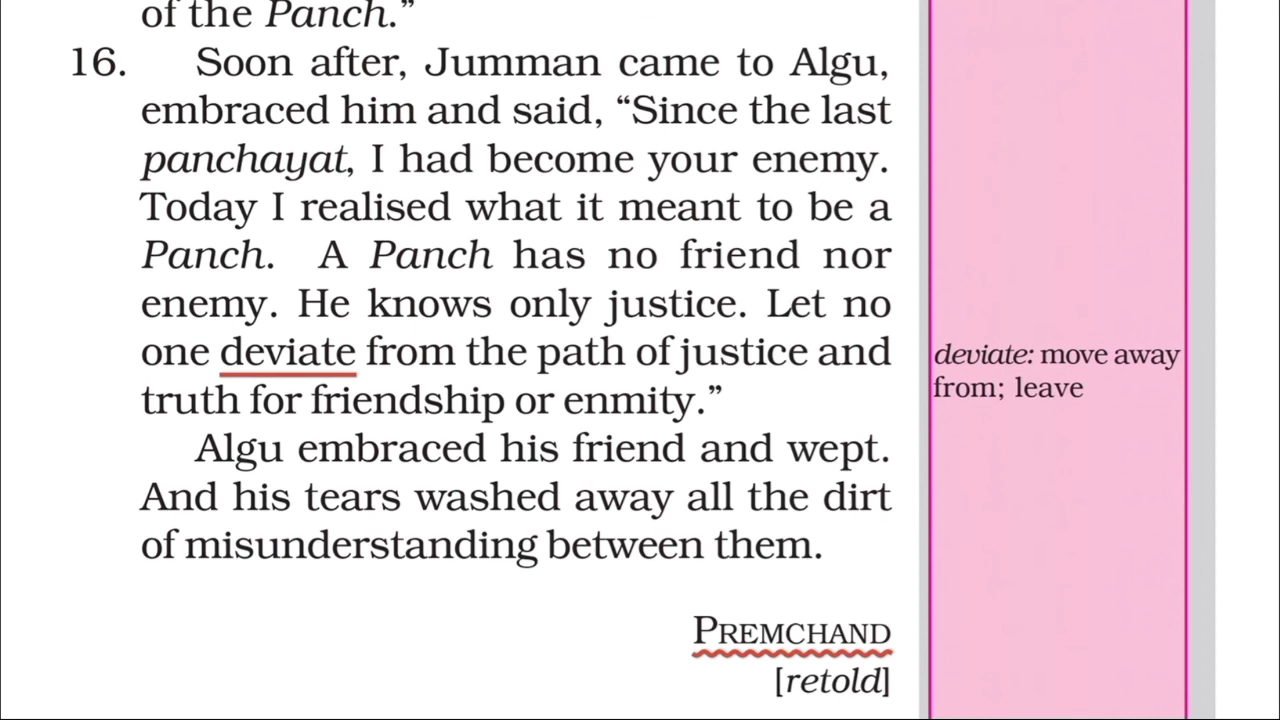 of the Panch.”
16. Soon after, Jumman came to Algu,
embraced him and said, “Since the last
panchayat, I had become your enemy.
Today I realised what it meant to be a
Panch. A Panch has no friend nor
enemy. He knows only justice. Let no
one deviate from the path of justice and
truth for friendship or enmity.”
Algu embraced his friend and wept.
And his tears washed away all the dirt
of misunderstanding between them.
PREMCHAND
[retold]
deviate: move away
from; leave